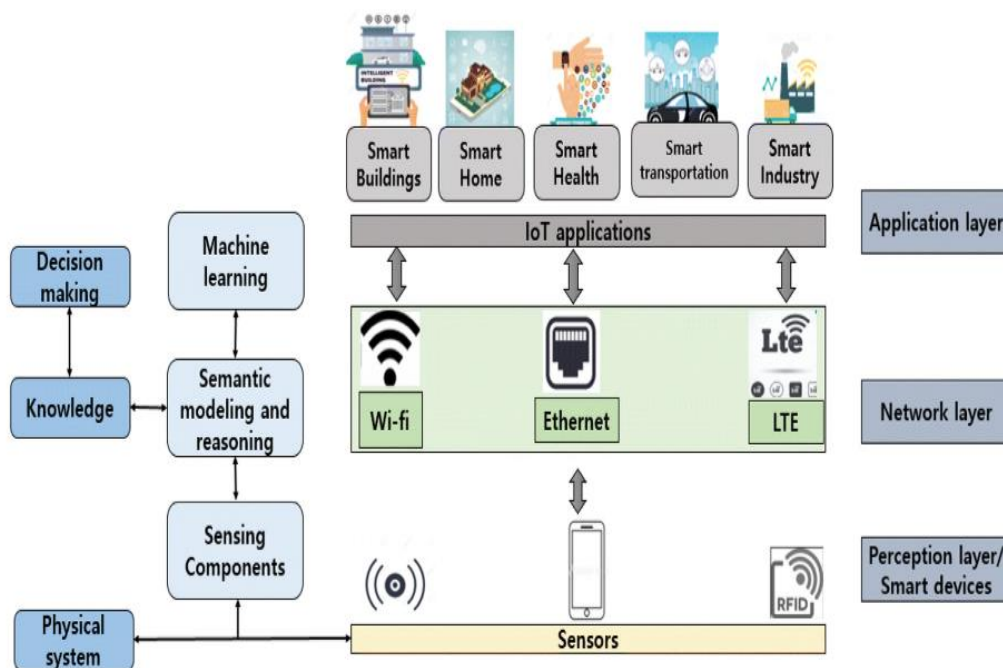 INTELLIGENT
BUILDING
Smart
Buildings
Smart
Home
Smart
Health
Smart
transportation
Smart
Industry
IoT applications
Application layer
Machine
learning
Decision
making
Lte
Semantic
modeling and
reasoning
Knowledge
Wi-fi
Ethernet
LTE
Network layer
Sensing
Components
RFID
Perception layer/
Smart devices
Physical
system
Sensors